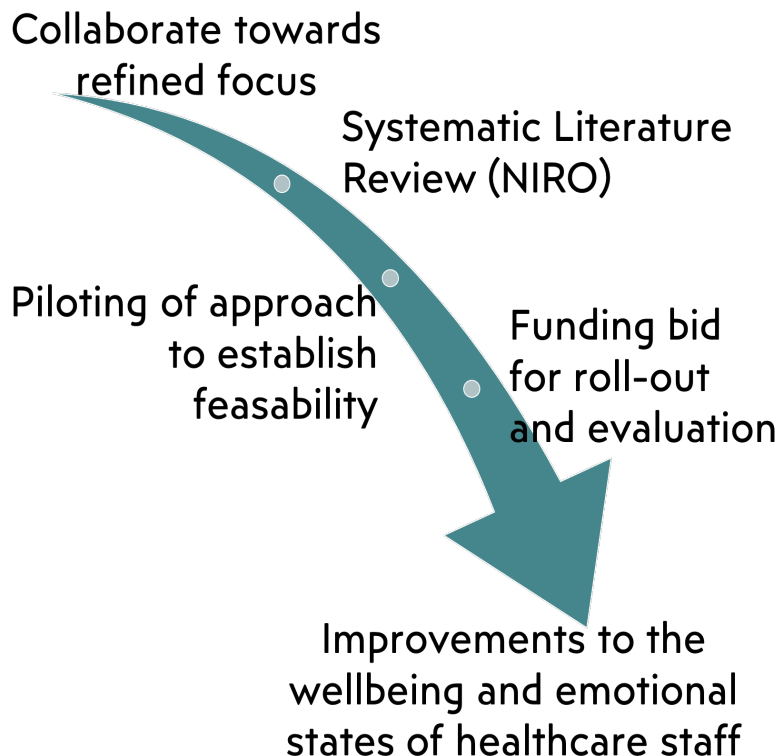 Collaborate towards
refined focus
Systematic Literature
Review (NIRO)
Piloting of approach
to establish
feasability
Funding bid
for roll-out
and evaluation
Improvements to the
wellbeing and emotional
states of healthcare staff